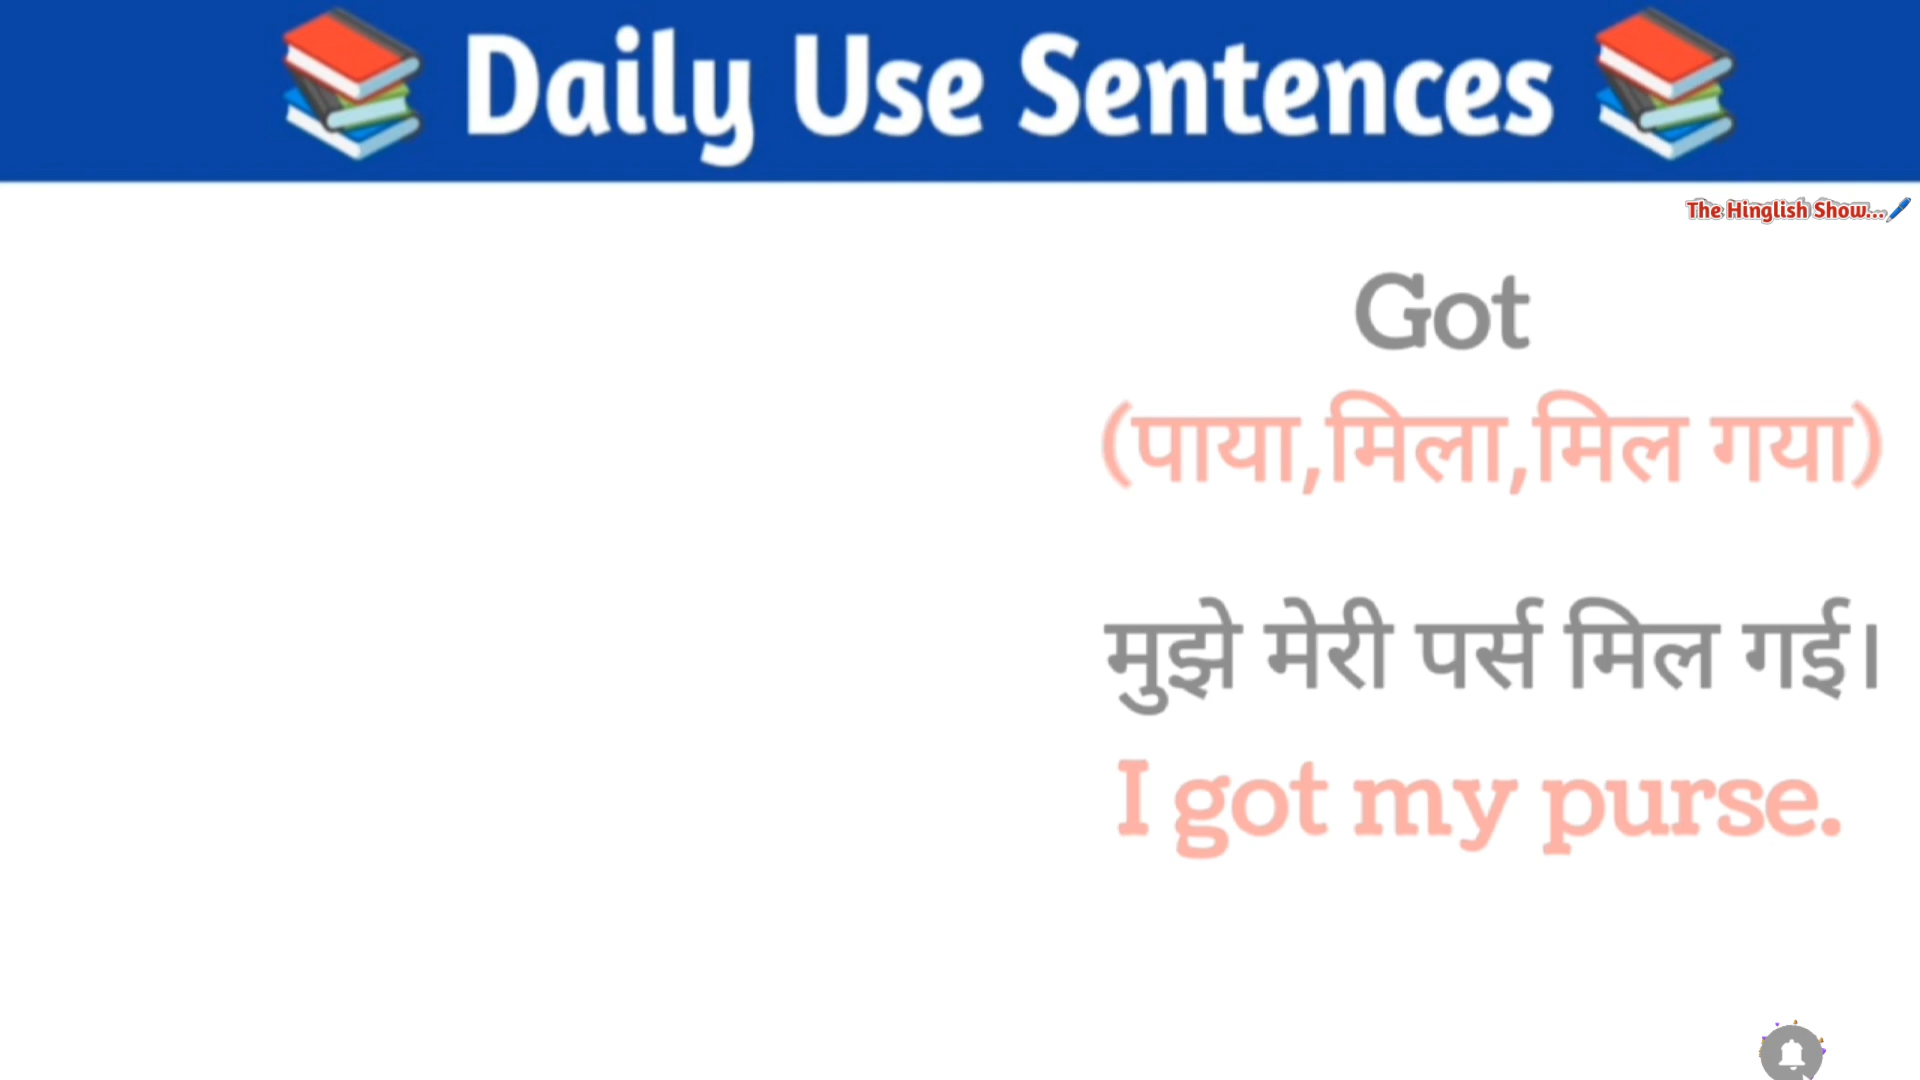 Daily Use Sentences
The Hinglish Show...
Got
(पाया,मिला,मिल गया)
मुझे मेरी पर्स मिल गई।
I got my purse.